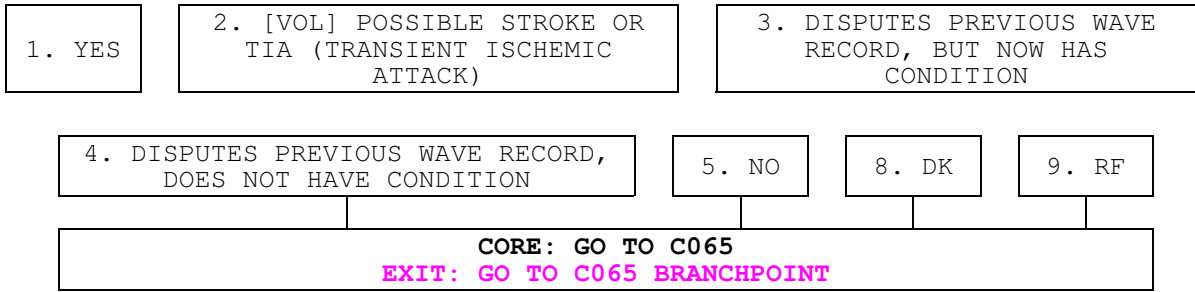 1. YES
2. [VOL] POSSIBLE STROKE OR
TIA (TRANSIENT ISCHEMIC
ATTACK)
3. DISPUTES PREVIOUS WAVE
RECORD, BUT NOW HAS
CONDITION
4. DISPUTES PREVIOUS WAVE RECORD,
DOES NOT HAVE CONDITION
5. NO
8. DK
9. RF
CORE: GO TO C065
EXIT: GO TO C065 BRANCHPOINT